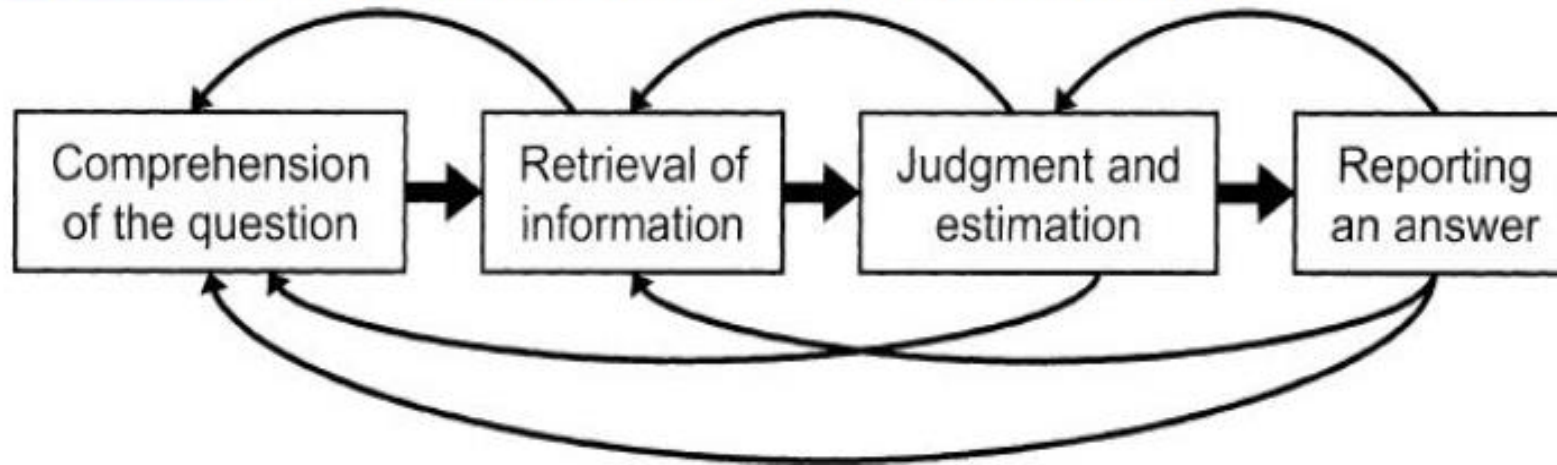 Comprehension
of the question
Retrieval of
information
Judgment and
estimation
Reporting
an answer